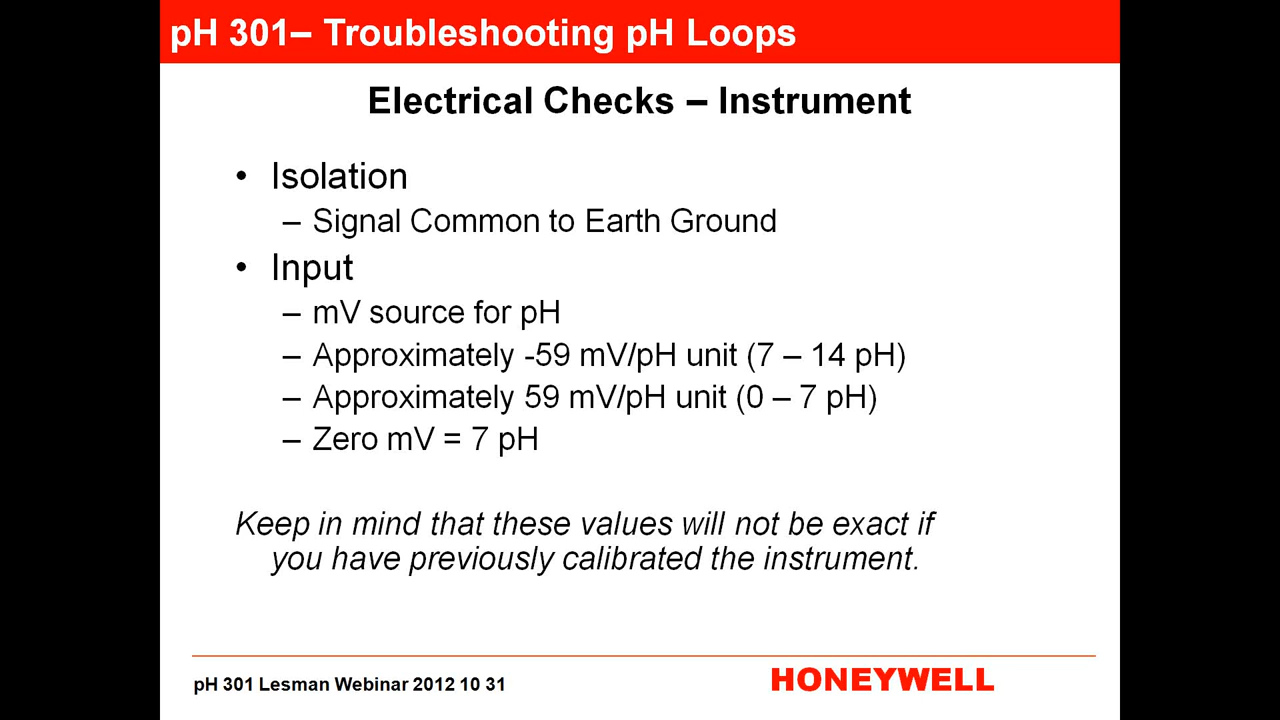 pH 301– Troubleshooting pH Loops
Electrical Checks – Instrument
• Isolation
– Signal Common to Earth Ground
• Input
– mV source for pH
– Approximately -59 mV/pH unit (7 – 14 pH)
– Approximately 59 mV/pH unit (0 – 7 pH)
– Zero mV = 7 pH
Keep in mind that these values will not be exact if
you have previously calibrated the instrument.
pH 301 Lesman Webinar 2012 10 31
HONEYWELL